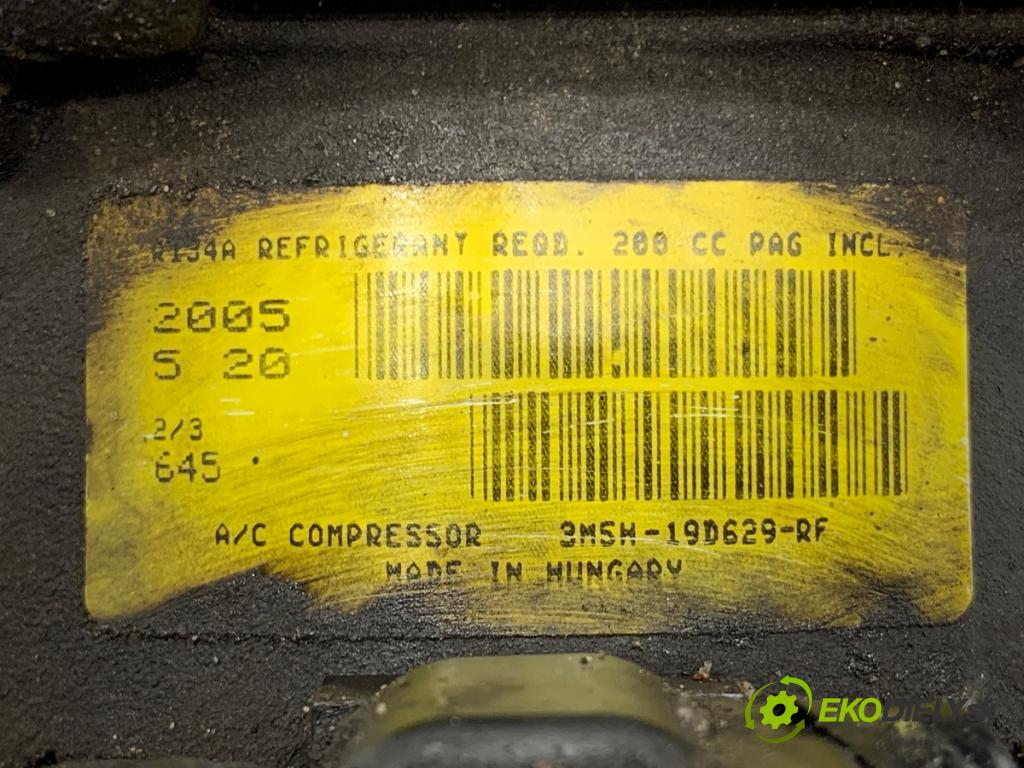 R134A REFRIGERANT REQD. 200 CC PAG INCL.
2005
S 20
2/3
645
A/C COMPRESSOR 3M5H-19D629-RF
MADE IN HUNGARY
EKODIELY